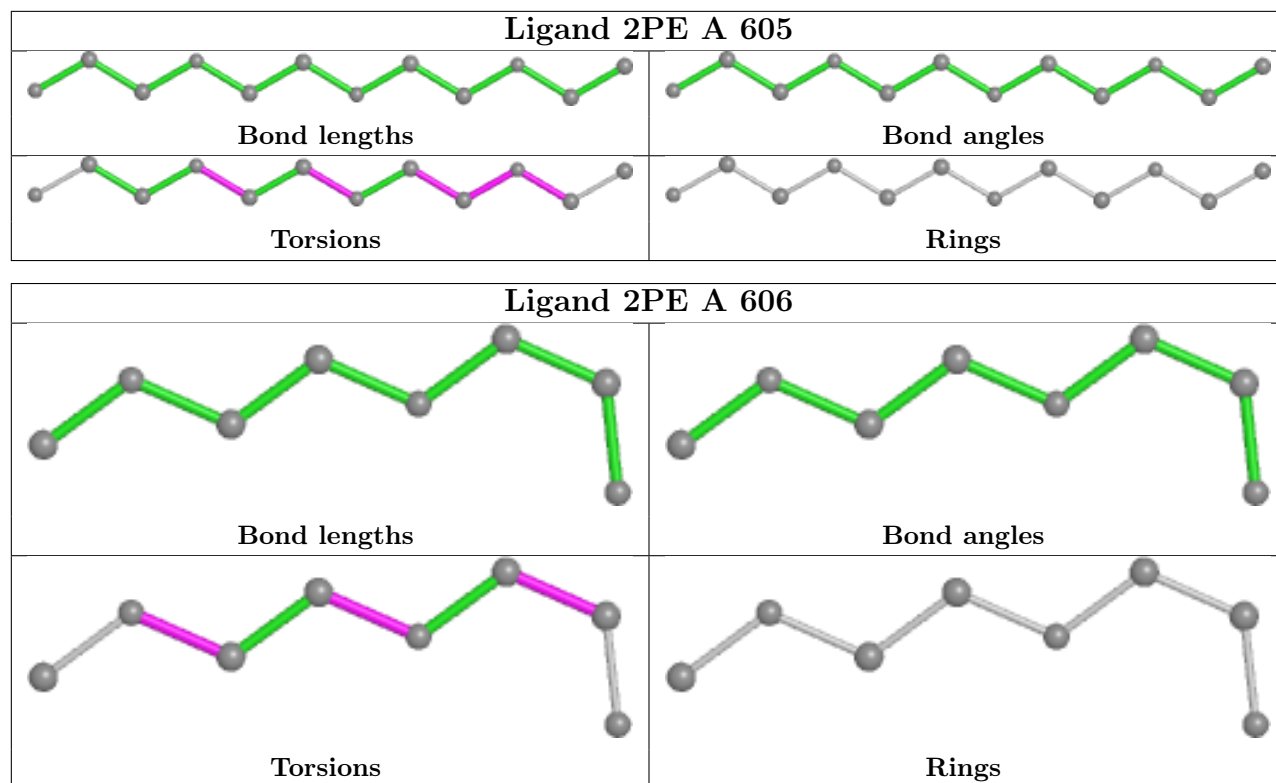 Ligand 2PE A 605
Bond lengths
Bond angles
Torsions
Rings
Ligand 2PE A 606
Bond lengths
Bond angles
Torsions
Rings